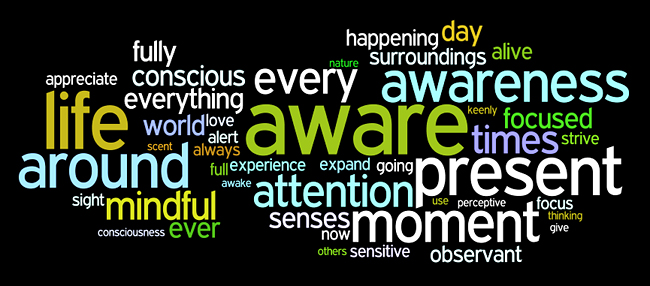 happening day
fully surroundings alive
nature
appreciate conscious every awareness
everything keenly
life world love aware focused
alert times strive
scent always
around full experience expand going present
awake attention
sight mindful use perceptive focus
senses moment thinking
consciousness ever now give
others sensitive observant